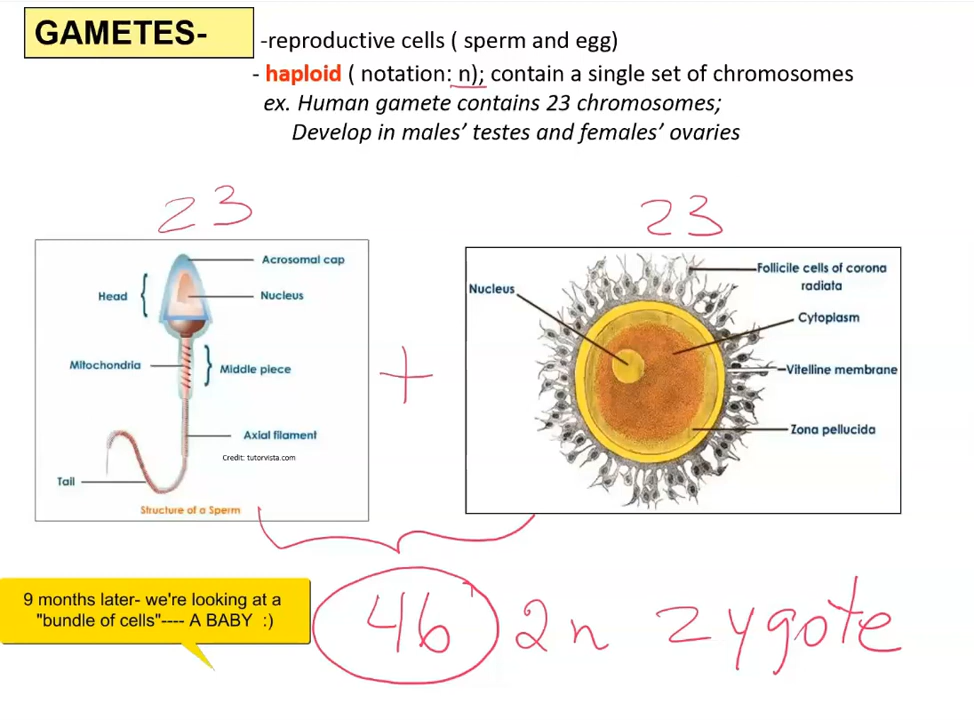 GAMETES-
-reproductive cells ( sperm and egg)
- haploid ( notation: n); contain a single set of chromosomes
ex. Human gamete contains 23 chromosomes;
Develop in males’ testes and females’ ovaries
23
23
Acrosomal cap
Head
Nucleus
Mitochondria
Middle piece
Axial filament
Credit: tutorvista.com
Tail
Structure of a Sperm
+
Nucleus
Follicile cells of corona
radiata
Cytoplasm
Vitelline membrane
Zona pellucida
9 months later- we're looking at a
"bundle of cells"---- A BABY :)
46 2n zygote